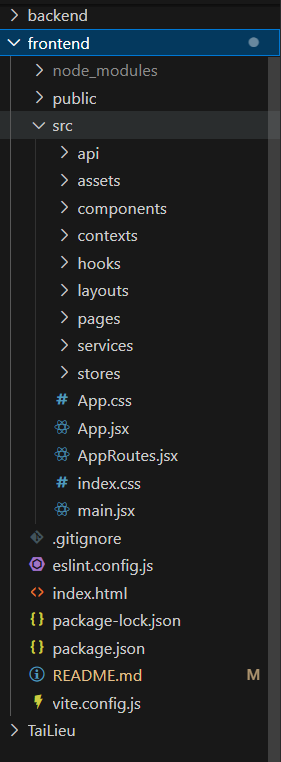 backend
frontend
node_modules
public
src
api
assets
components
contexts
hooks
layouts
pages
services
stores
App.css
App.jsx
AppRoutes.jsx
index.css
main.jsx
.gitignore
eslint.config.js
index.html
package-lock.json
package.json
README.md M
vite.config.js
TaiLieu